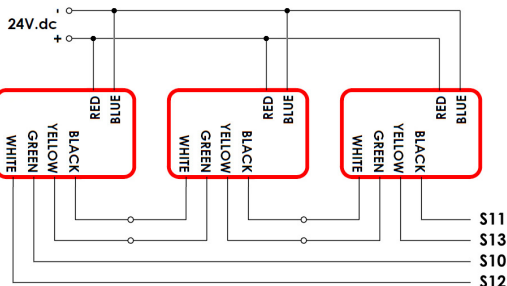 -
24V.dc
+
RED
BLUE
RED
BLUE
RED
BLUE
WHITE
GREEN
YELLOW
BLACK
WHITE
GREEN
YELLOW
BLACK
WHITE
GREEN
YELLOW
BLACK
S11
S13
S10
S12